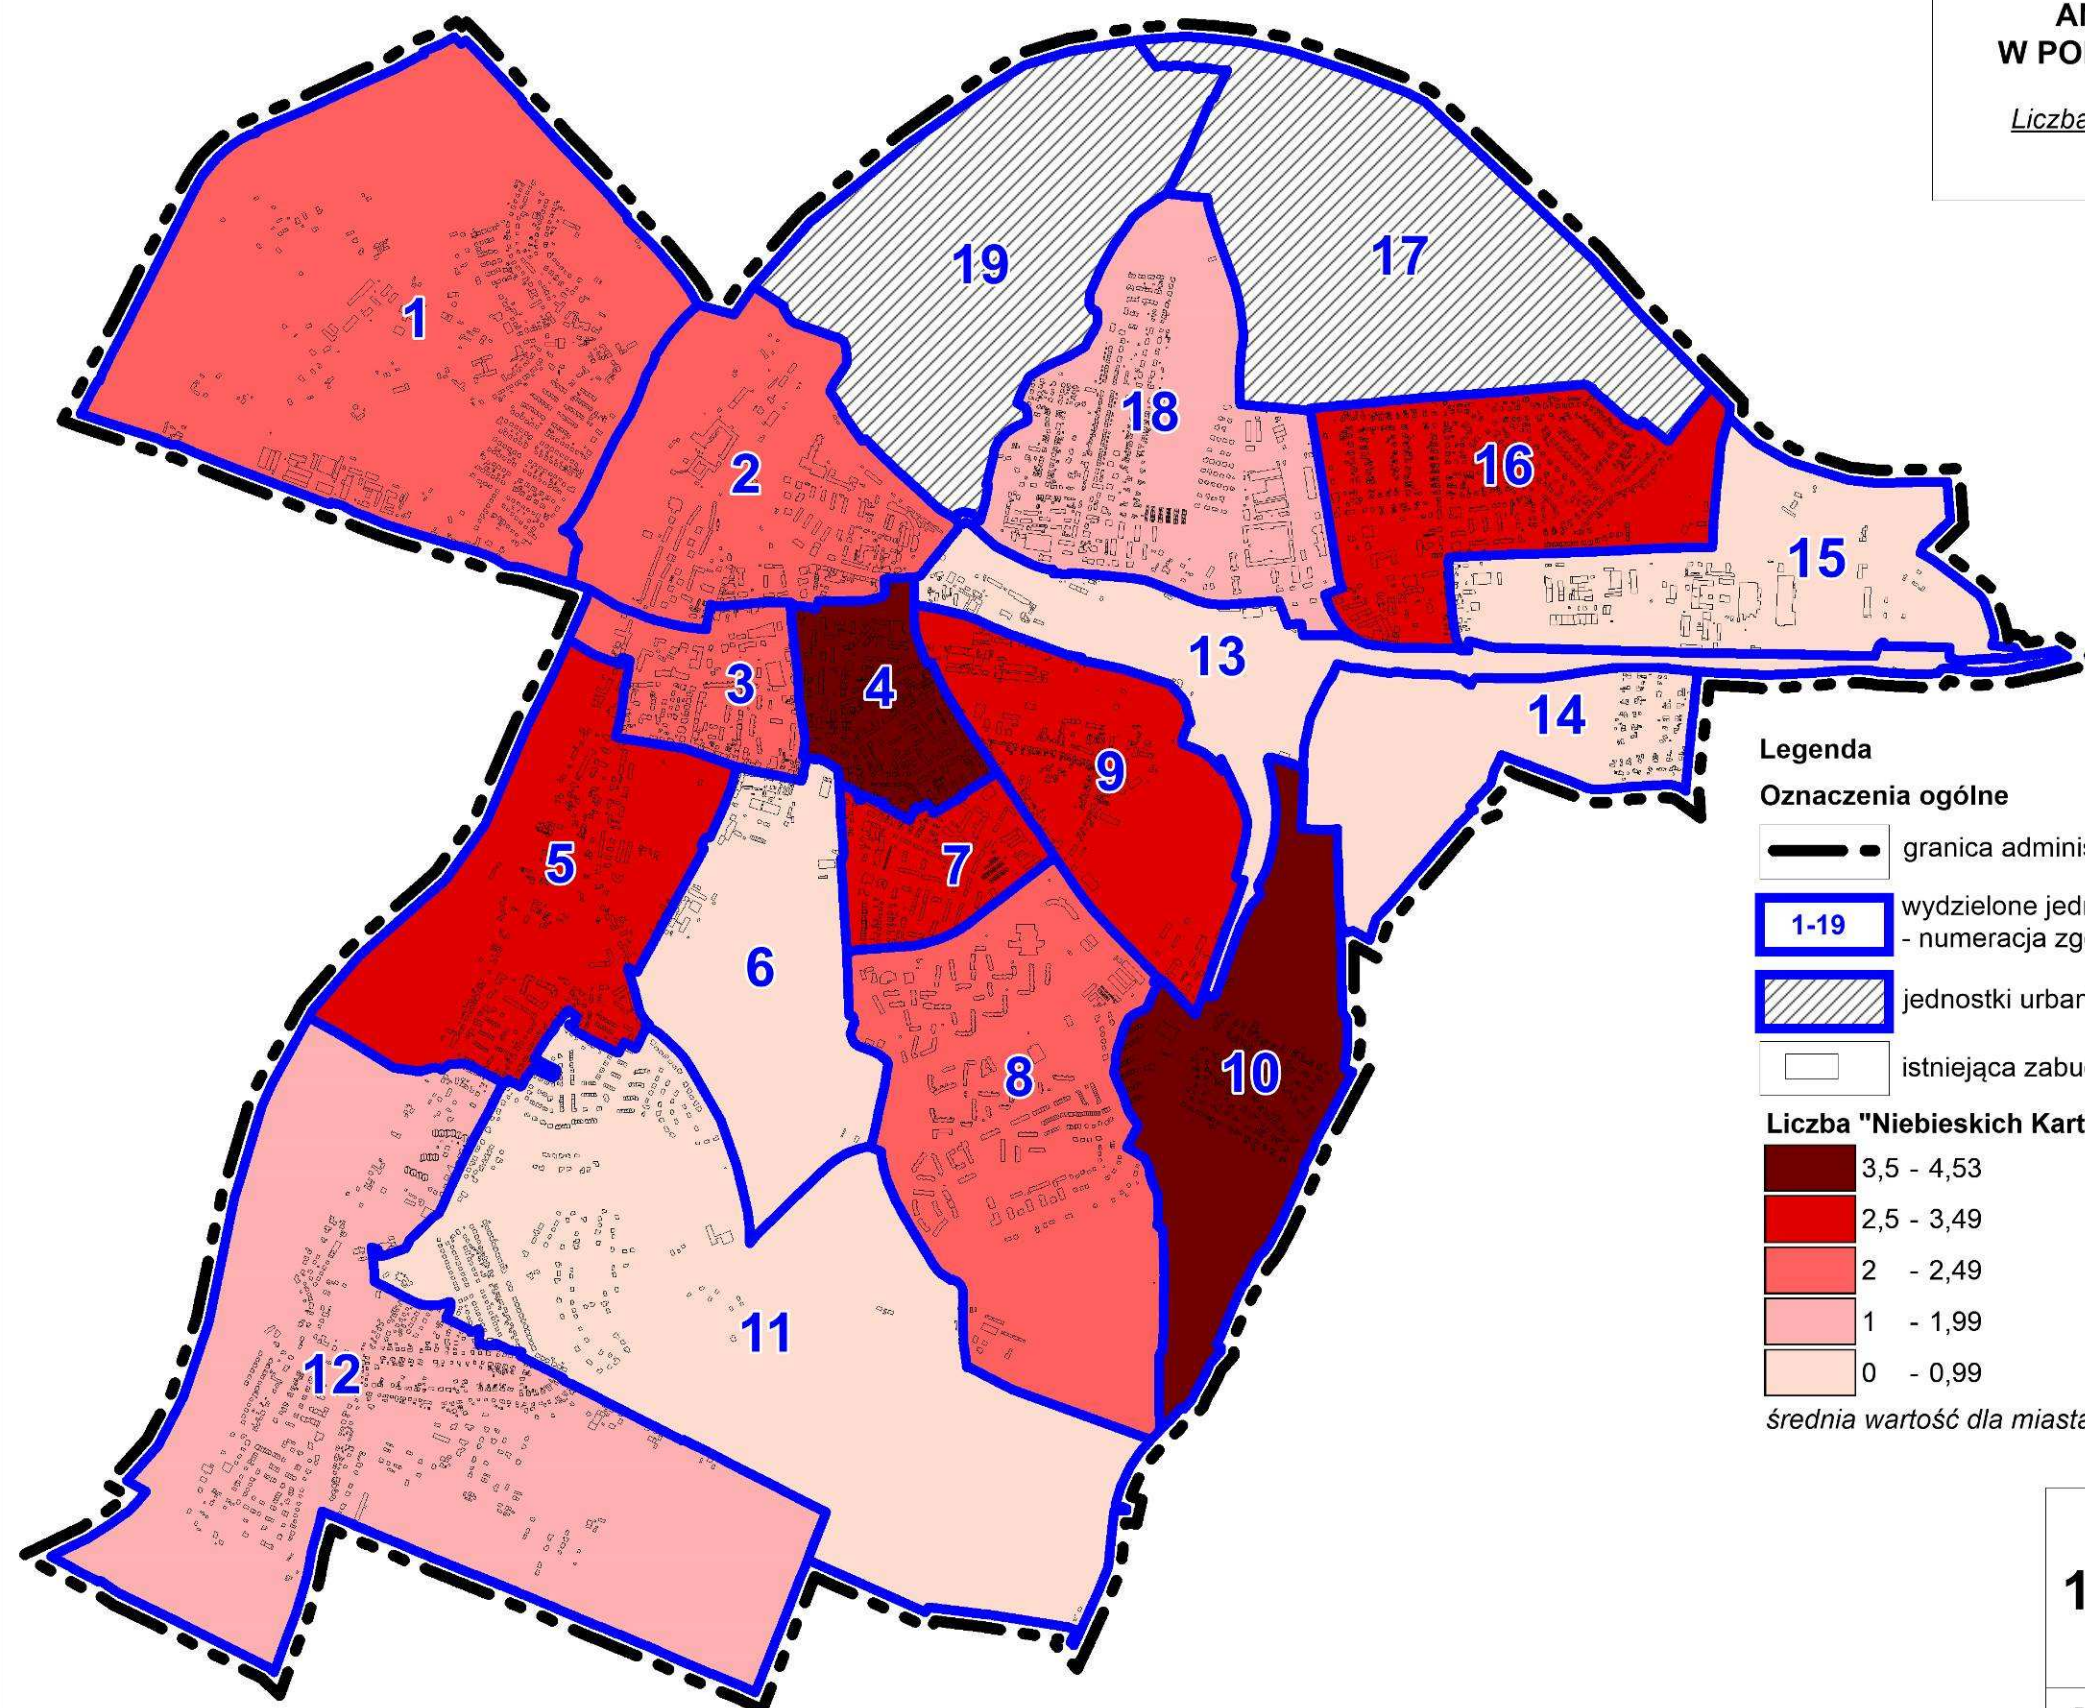 W PO
Liczba
1
19
17
18
2
16
15
13
3
4
14
9
5
7
6
8
10
11
12
Legenda
Oznaczenia ogólne
granica adminis
1-19
wydzielone jedn
- numeracja zg
jednostki urban
istniejąca zabu
Liczba "Niebieskich Kart
3,5 - 4,53
2,5 - 3,49
2 - 2,49
1 - 1,99
0 - 0,99
średnia wartość dla miasta
1